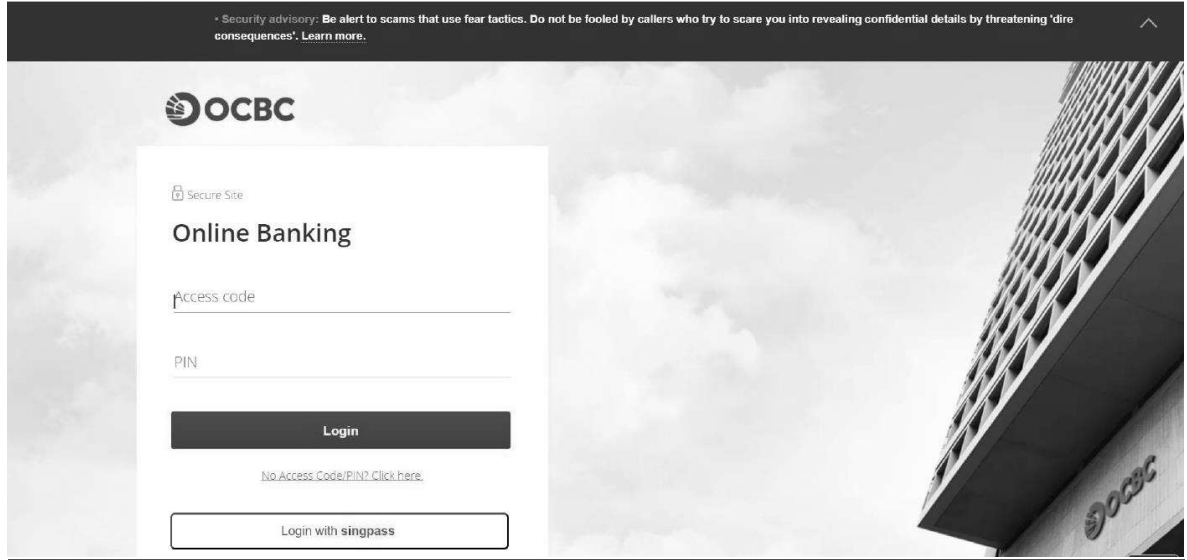 • Security advisory: Be alert to scams that use fear tactics. Do not be fooled by callers who try to scare you into revealing confidential details by threatening 'dire
consequences'. Learn more.
OCBC
Secure Site
Online Banking
Access code
PIN
Login
No Access Code/PIN? Click here.
Login with singpass
OCBC